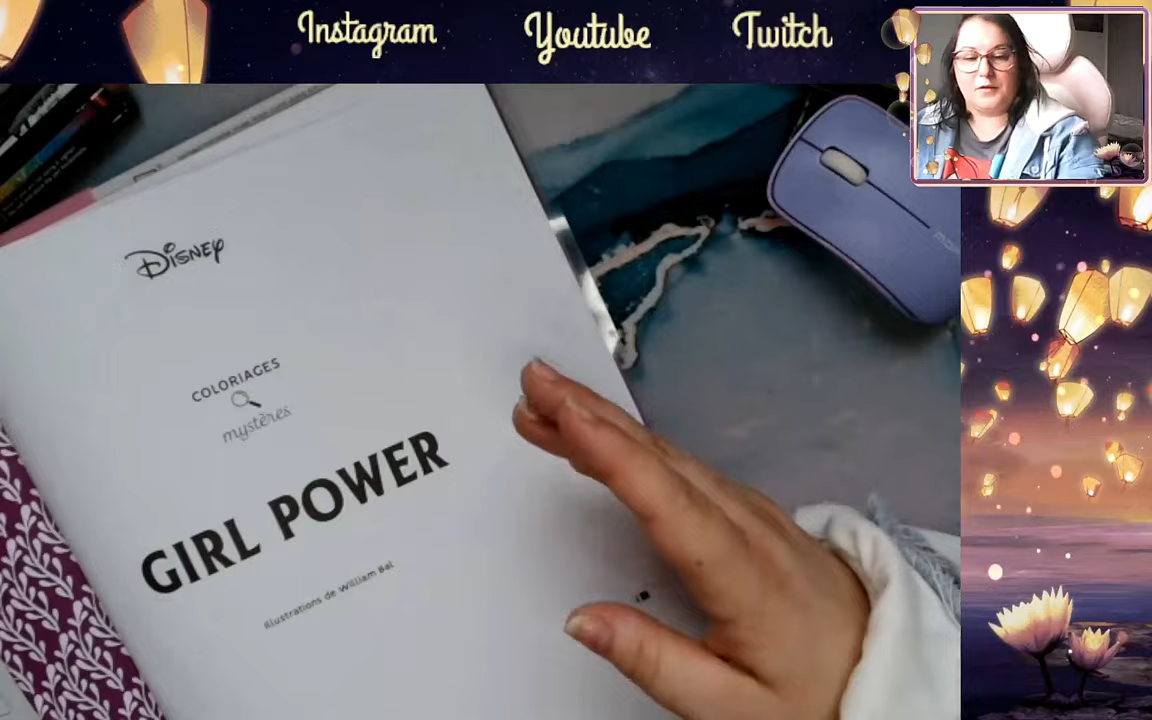 Instagram Youtube Twitch
Disney
COLORIAGES
mystères
GIRL POWER
Illustrations de William Bal